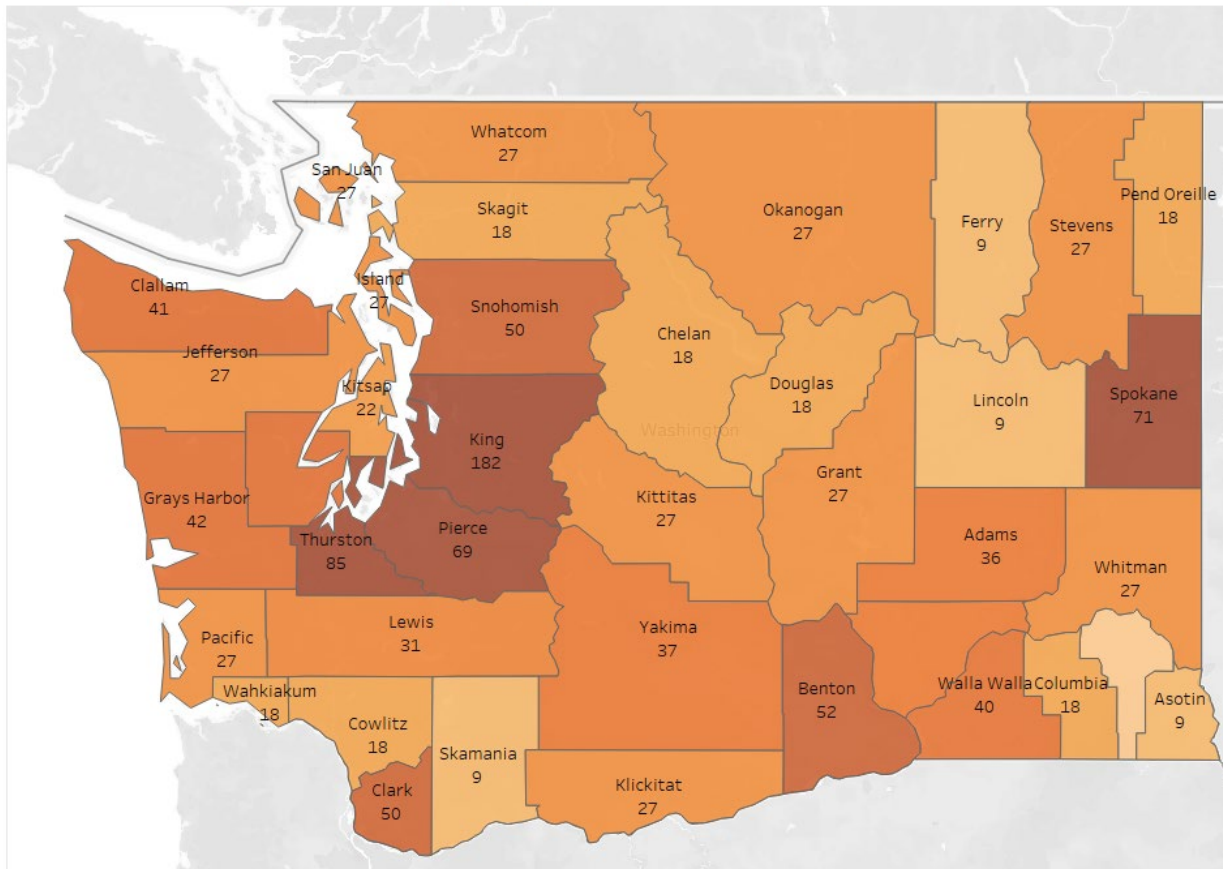 Whatcom
27
San Juan
27
Skagit
18
Okanogan
27
Ferry
9
Stevens
27
Pend Oreille
18
Clallam
41
Island
27
Snohomish
50
Jefferson
27
Chelan
18
Kitsap
22
Douglas
18
Lincoln
9
Spokane
71
Washington
King
182
Grant
27
Grays Harbor
42
Kittitas
27
Pierce
69
Thurston
85
Adams
36
Whitman
27
Lewis
31
Yakima
37
Pacific
27
Wahkiakum
18
Benton
52
Walla Walla
40
Columbia
18
Asotin
9
Cowlitz
18
Skamania
9
Clark
50
Klickitat
27